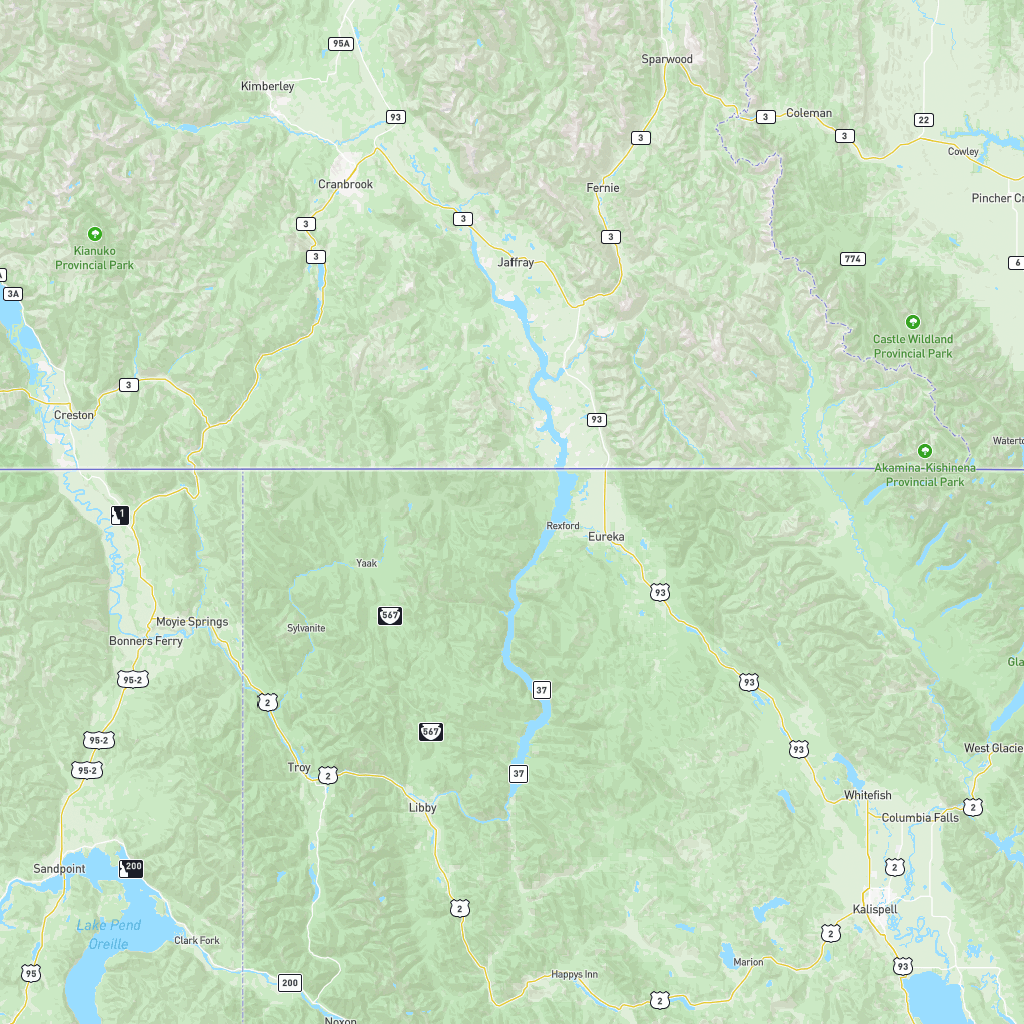 95A
Sparwood
Kimberley
93
3
Coleman
22
3
3
Cowley
Cranbrook
Fernie
Pincher Cr
3
3
3
3
774
6
Jaffray
Kianuko
Provincial Park
3A
Castle Wildland
Provincial Park
3
Creston
93
Waterto
Akamina-Kishinena
Provincial Park
1
Rexford
Eureka
Yaak
93
567
Moyie Springs
Sylvanite
Bonners Ferry
Gla
95-2
93
37
2
567
95-2
93
West Glacie
95-2
Troy
2
37
Whitefish
Libby
2
Columbia Falls
Sandpoint
200
2
Kalispell
2
Lake Pend
Oreille
Clark Fork
2
95
Marion
93
Happys Inn
200
2
Noxon